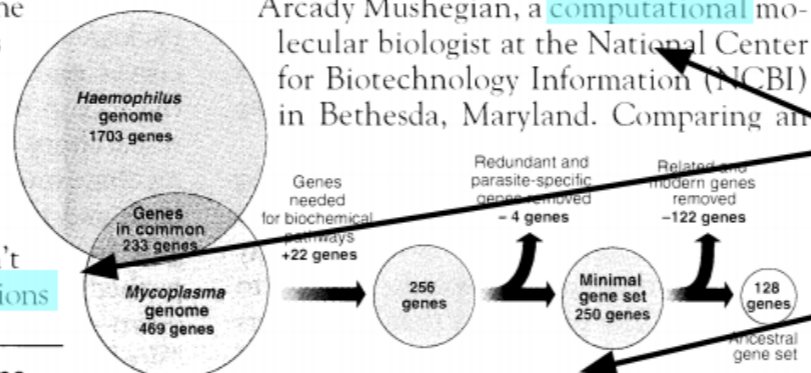 ne
Arcady Mushegian, a computational mo-
lecular biologist at the National Center
for Biotechnology Information (NCBI)
in Bethesda, Maryland. Comparing an
Haemophilus
genome
1703 genes
Genes
in common
233 genes
Mycoplasma
genome
469 genes
Genes
needed
for biochemical
pathways
+22 genes
256
genes
Redundant and
parasite-specific
genes removed
– 4 genes
Minimal
gene set
250 genes
Related and
modern genes
removed
–122 genes
128
genes
Ancestral
gene set
't
ions